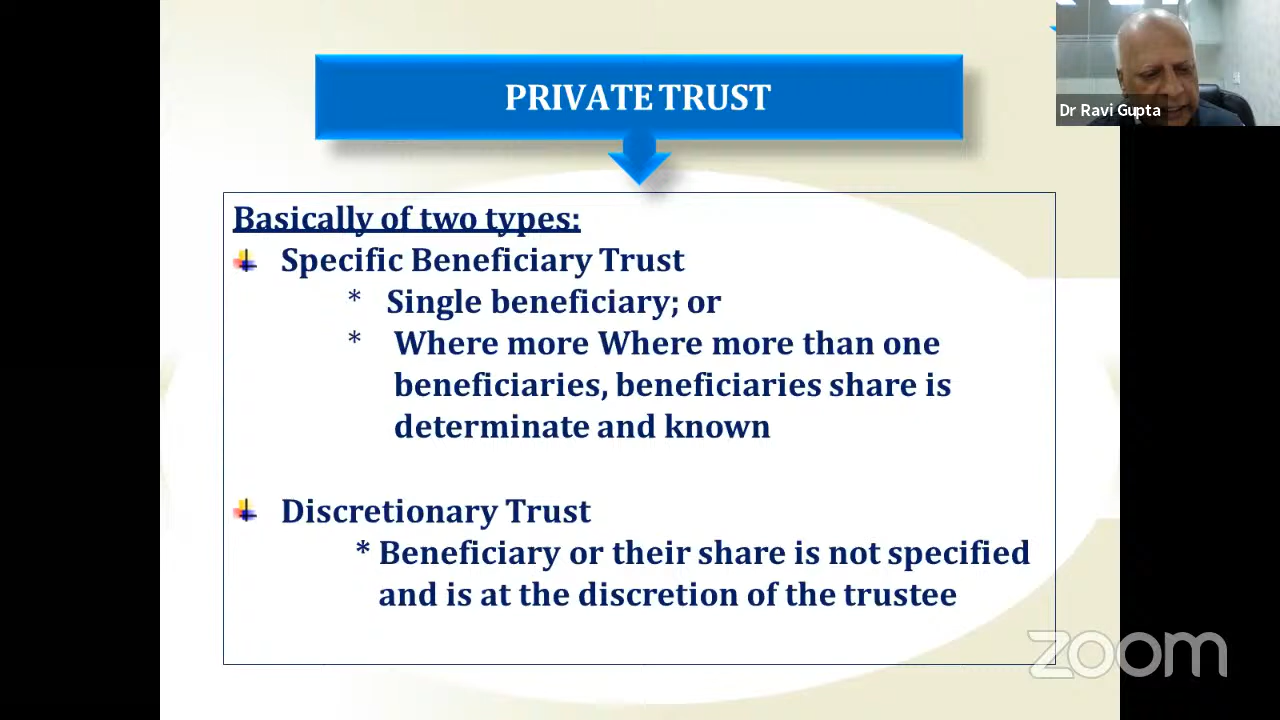 PRIVATE TRUST
Dr Ravi Gupta
Basically of two types:
Specific Beneficiary Trust
* Single beneficiary; or
* Where more Where more than one
beneficiaries, beneficiaries share is
determinate and known
Discretionary Trust
* Beneficiary or their share is not specified
and is at the discretion of the trustee
zoom